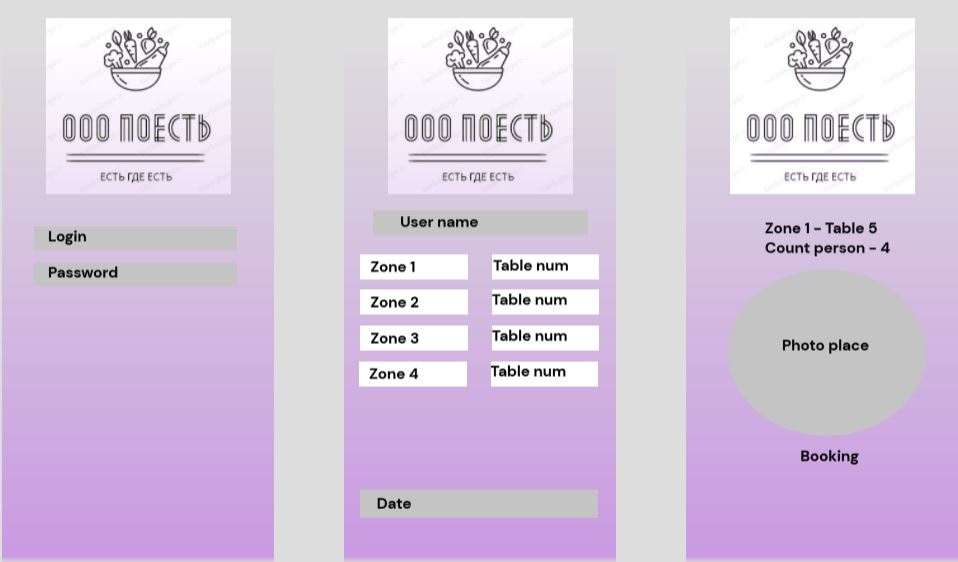 ООО ПОЕСТЬ
ЕСТЬ ГДЕ ЕСТЬ
Login
Password
ООО ПОЕСТЬ
ЕСТЬ ГДЕ ЕСТЬ
User name
Zone 1 Table num
Zone 2 Table num
Zone 3 Table num
Zone 4 Table num
Date
ООО ПОЕСТЬ
ЕСТЬ ГДЕ ЕСТЬ
Zone 1 - Table 5
Count person - 4
Photo place
Booking